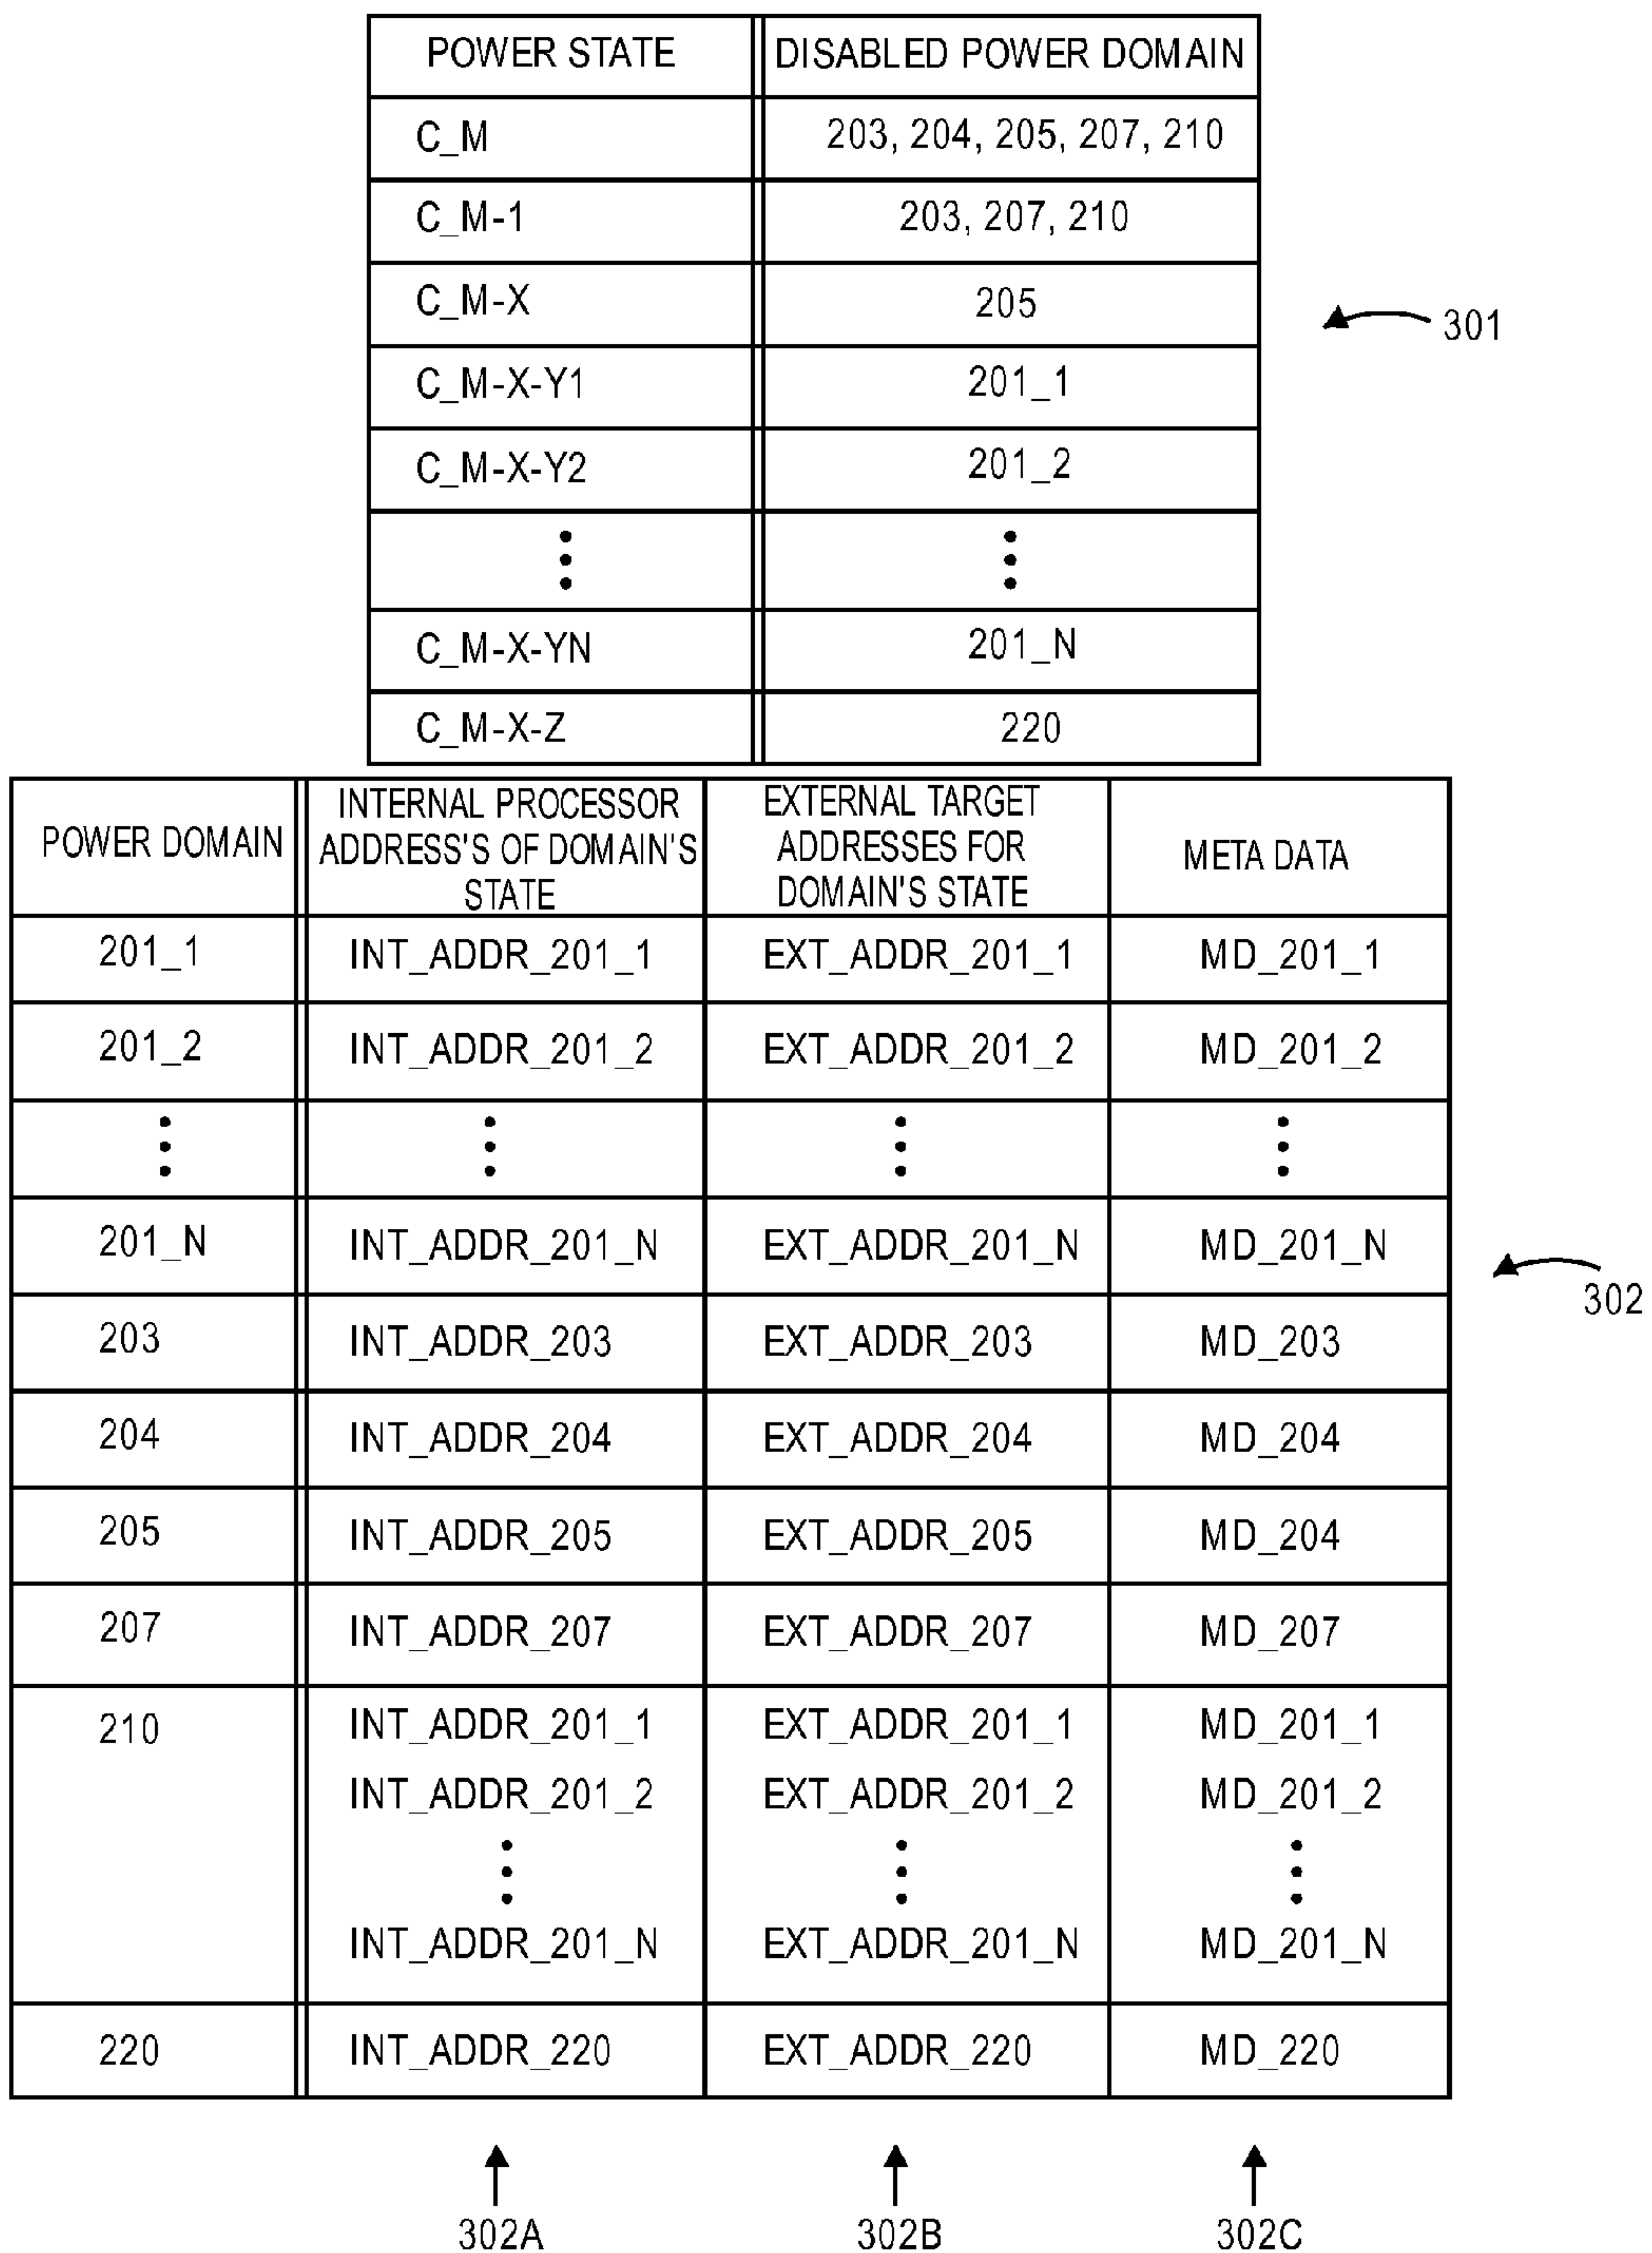 POWER STATE DISABLED POWER DOMAIN
C_M 203, 204, 205, 207, 210
C_M-1 203, 207, 210
C_M-X 205
C_M-X-Y1 201_1
C_M-X-Y2 201_2
C_M-X-YN 201_N
C_M-X-Z 220
301
POWER DOMAIN
INTERNAL PROCESSOR
ADDRESS'S OF DOMAIN'S
STATE
EXTERNAL TARGET
ADDRESSES FOR
DOMAIN'S STATE
META DATA
201_1 INT_ADDR_201_1 EXT_ADDR_201_1 MD_201_1
201_2 INT_ADDR_201_2 EXT_ADDR_201_2 MD_201_2
201_N INT_ADDR_201_N EXT_ADDR_201_N MD_201_N
203 INT_ADDR_203 EXT_ADDR_203 MD_203
204 INT_ADDR_204 EXT_ADDR_204 MD_204
205 INT_ADDR_205 EXT_ADDR_205 MD_204
207 INT_ADDR_207 EXT_ADDR_207 MD_207
210 INT_ADDR_201_1 EXT_ADDR_201_1 MD_201_1
INT_ADDR_201_2 EXT_ADDR_201_2 MD_201_2
INT_ADDR_201_N EXT_ADDR_201_N MD_201_N
220 INT_ADDR_220 EXT_ADDR_220 MD_220
302
302A 302B 302C